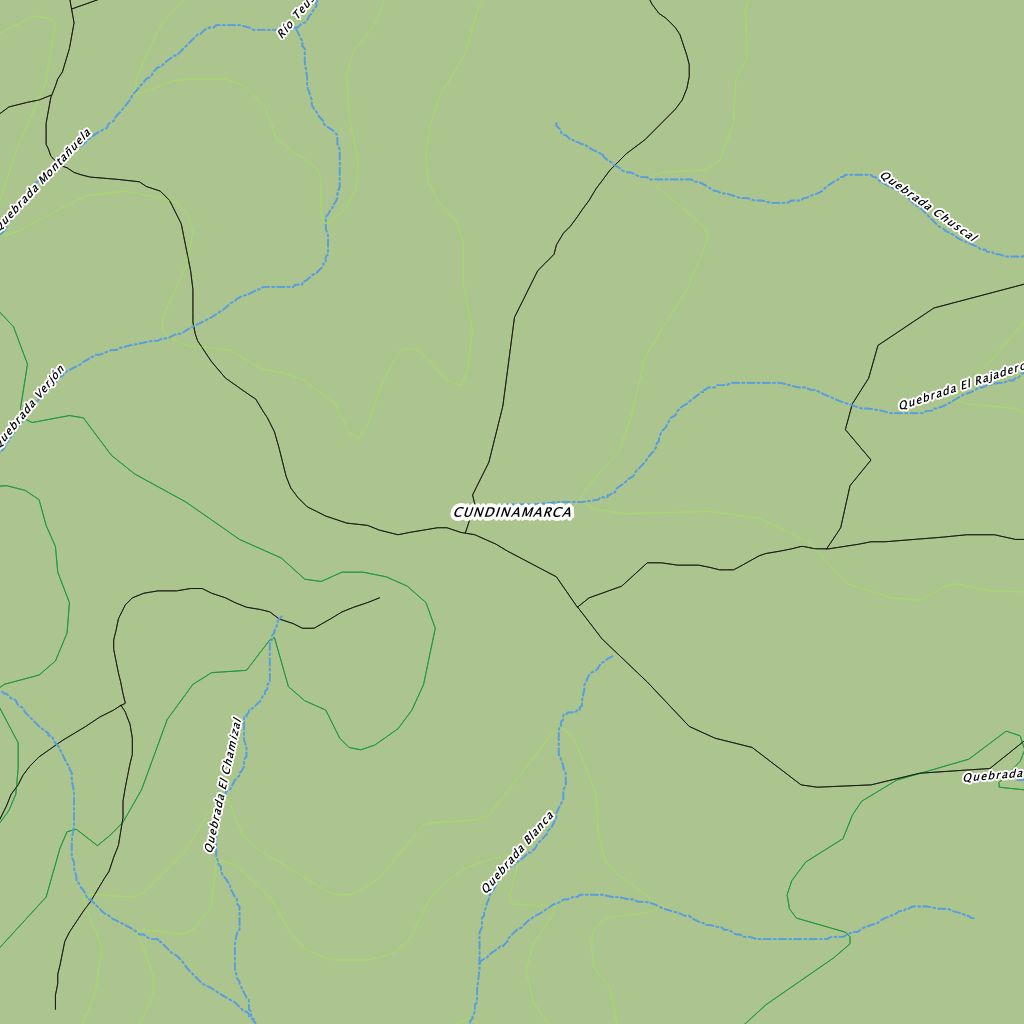 Río Teus
Quebrada Montañuela
Quebrada Chuscal
Quebrada Verjón
Quebrada El Rajadero
CUNDINAMARCA
Quebrada El Chamizal
Quebrada
Quebrada Blanca